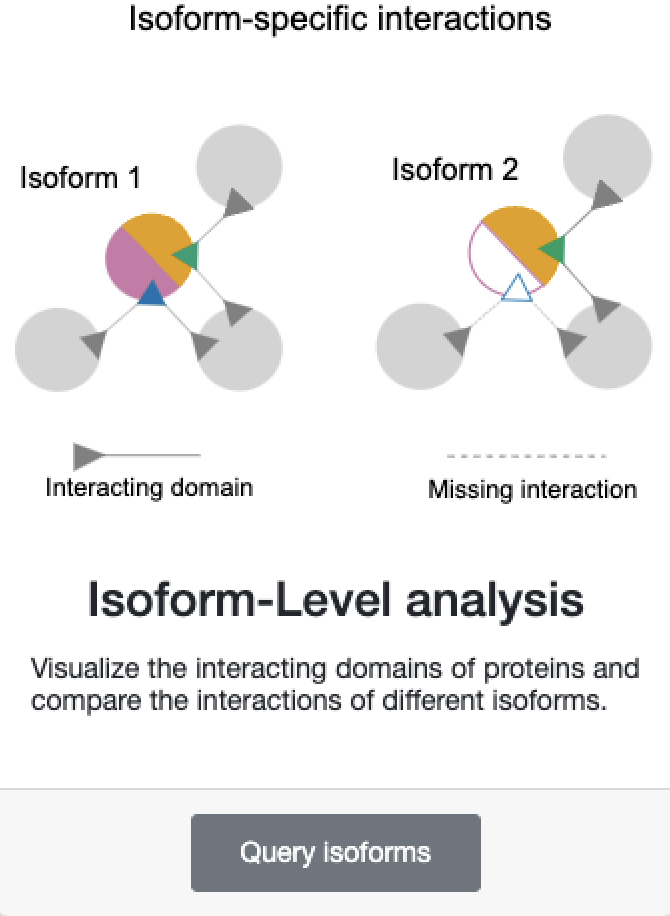 Isoform-specific interactions
Isoform 1
Isoform 2
Interacting domain
Missing interaction
Isoform-Level analysis
Visualize the interacting domains of proteins and
compare the interactions of different isoforms.
Query isoforms